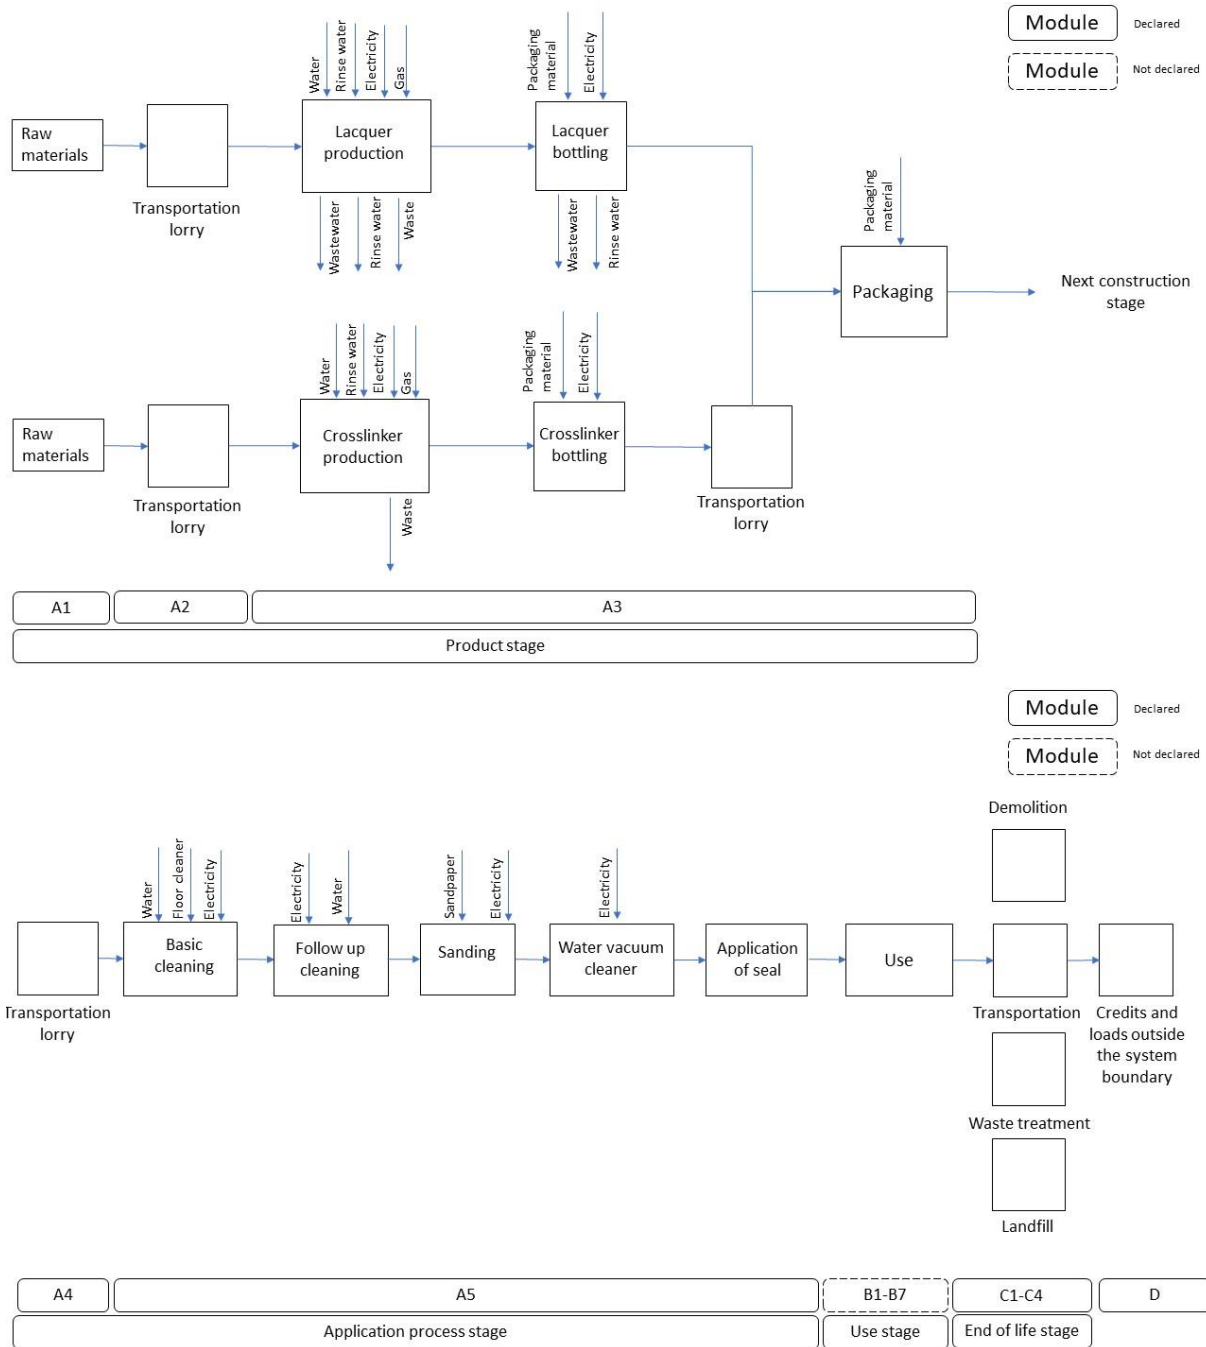 Module
Declared
Module
Not declared
Water
Rinse water
Electricity
Gas
Packaging
material
Electricity
Raw
materials
Transportation
lorry
Lacquer
production
Lacquer
bottling
Wastewater
Rinse water
Waste
Wastewater
Rinse water
Packaging
material
Packaging
Next construction
stage
Water
Rinse water
Electricity
Gas
Packaging
material
Electricity
Raw
materials
Transportation
lorry
Crosslinker
production
Crosslinker
bottling
Transportation
lorry
Waste
A1
A2
A3
Product stage
Module
Declared
Module
Not declared
Demolition
Water
Floor cleaner
Electricity
Electricity
Water
Sandpaper
Electricity
Electricity
Transportation
lorry
Basic
cleaning
Follow up
cleaning
Sanding
Water vacuum
cleaner
Application
of seal
Use
Transportation
Credits and
loads outside
the system
boundary
Waste treatment
Landfill
A4
A5
B1-B7
C1-C4
D
Application process stage
Use stage
End of life stage